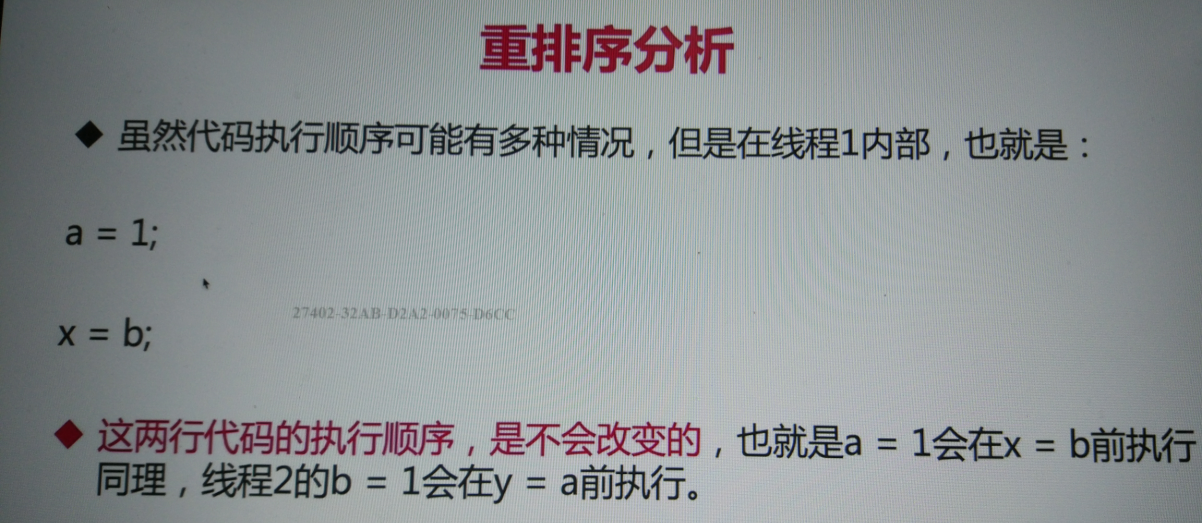 重排序分析
◆ 虽然代码执行顺序可能有多种情况，但是在线程1内部，也就是：
a = 1;
27402-32AB-D2A2-0075-D6CC
x = b;
◆ 这两行代码的执行顺序，是不会改变的，也就是a = 1会在x = b前执行
同理，线程2的b = 1会在y = a前执行。